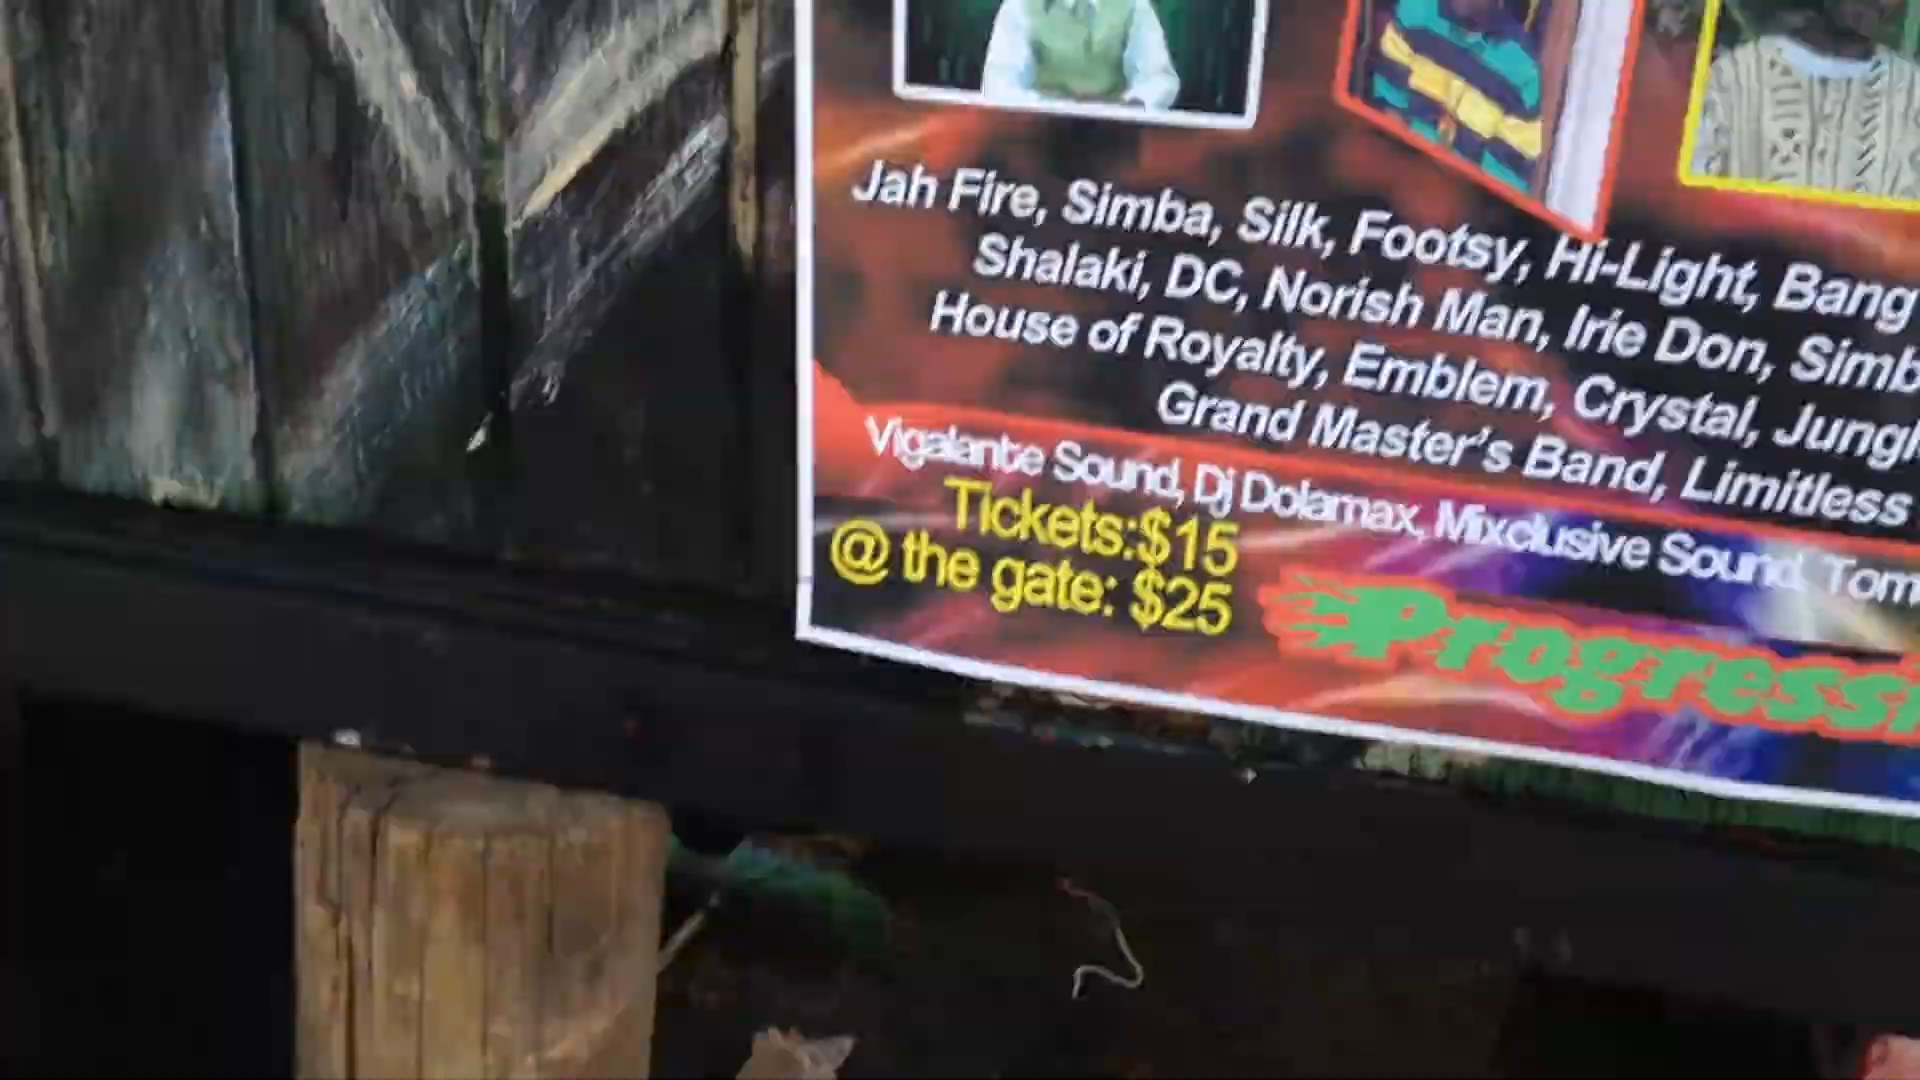 Jah Fire, Simba, Silk, Footsy, Hi-Light, Bang
Shalaki, DC, Norish Man, Irie Don, Simb
House of Royalty, Emblem, Crystal, Jungl
Grand Master's Band, Limitless
Vigalante Sound, Dj Dolamax, Mixclusive Sound, Tom
Tickets:$15
@ the gate: $25
Progressi